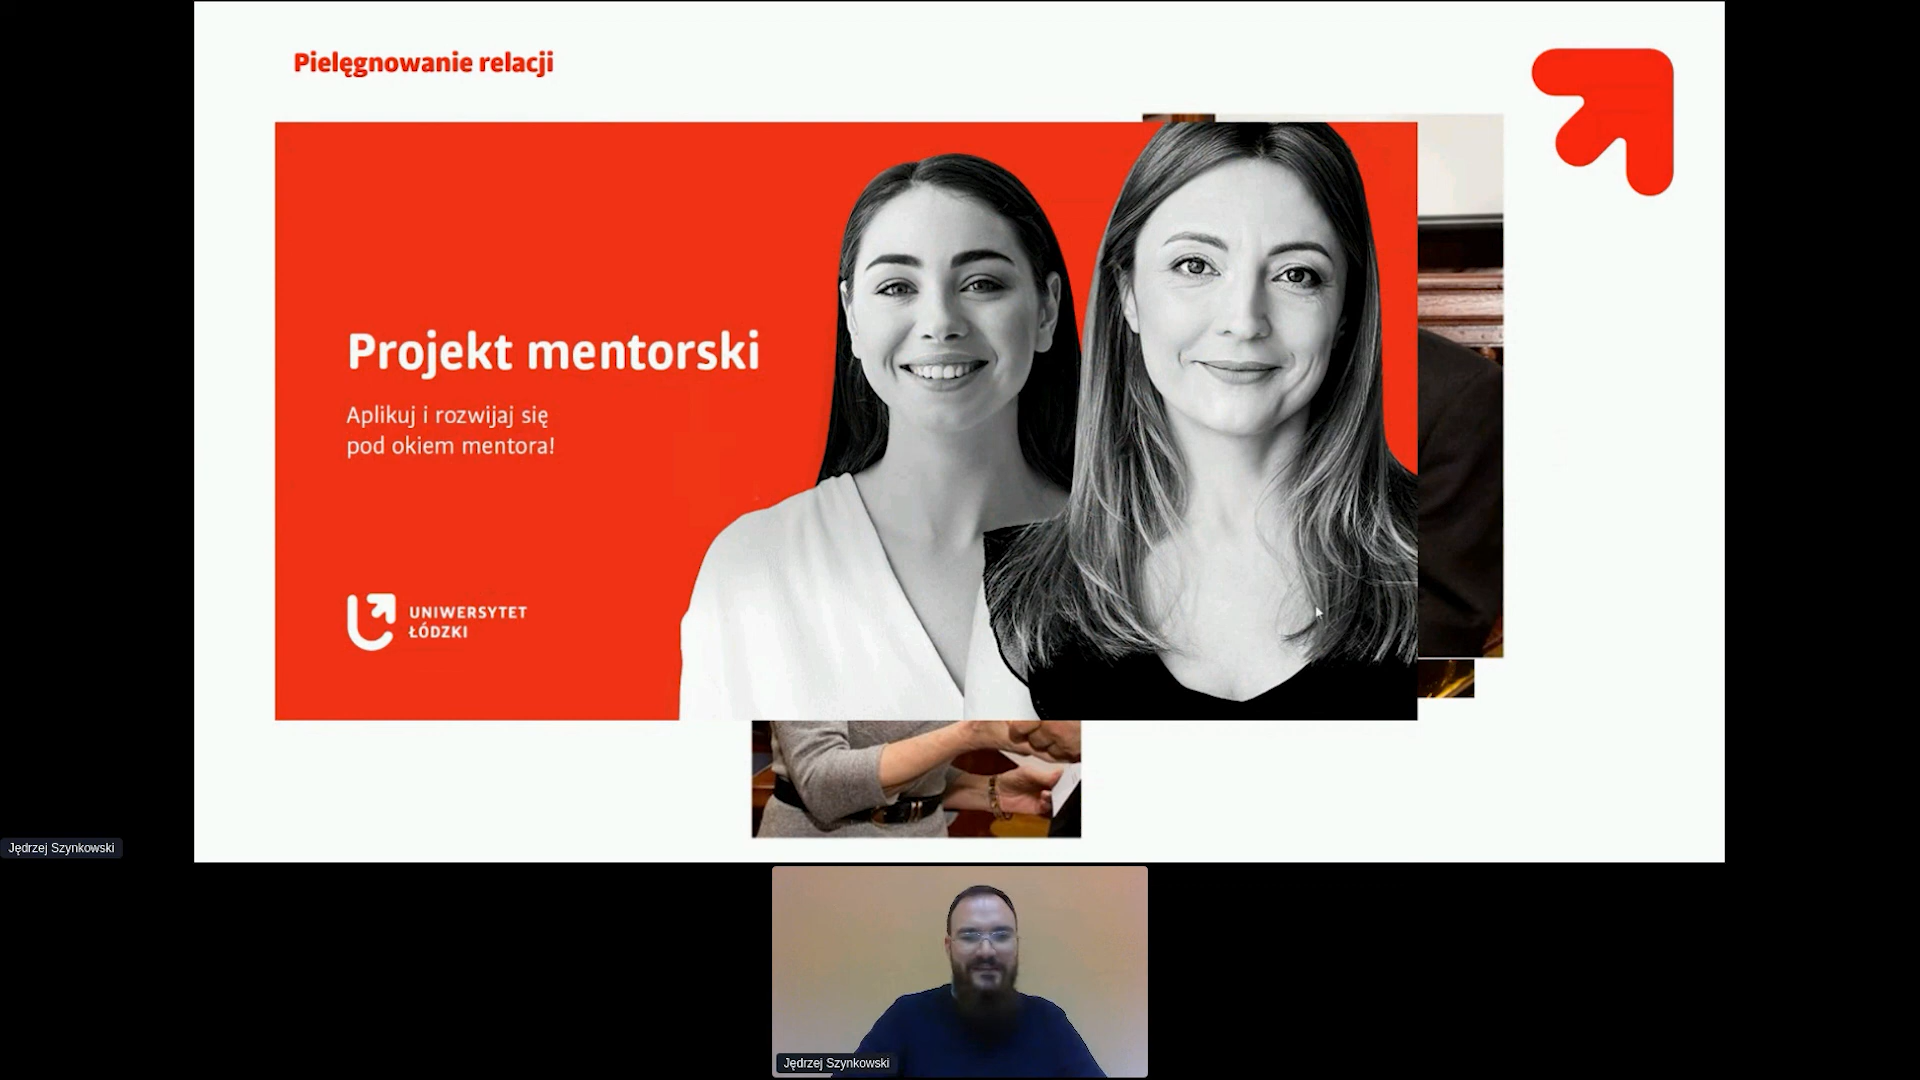 Pielęgnowanie relacji
Projekt mentorski
Aplikuj i rozwijaj się
pod okiem mentora!
UNIWERSYTET
ŁÓDZKI
Jędrzej Szynkowski
Jędrzej Szynkowski